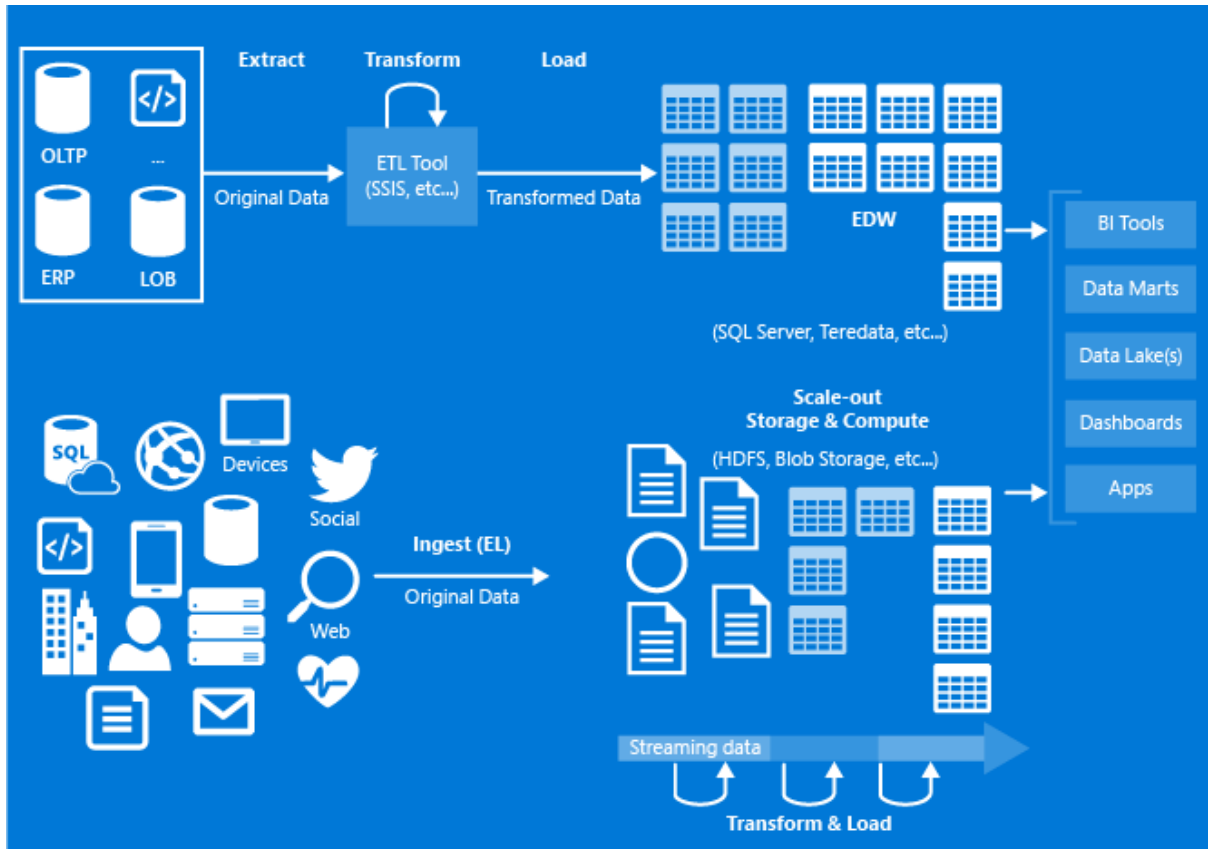 Extract
Transform
Load
OLTP
...
ERP
LOB
Original Data
ETL Tool
(SSIS, etc...)
Transformed Data
EDW
(SQL Server, Teredata, etc...)
BI Tools
Data Marts
Data Lake(s)
Dashboards
Apps
SQL
Devices
Social
</>
Web
</>
Ingest (EL)
Original Data
Scale-out
Storage & Compute
(HDFS, Blob Storage, etc...)
Streaming data
Transform & Load